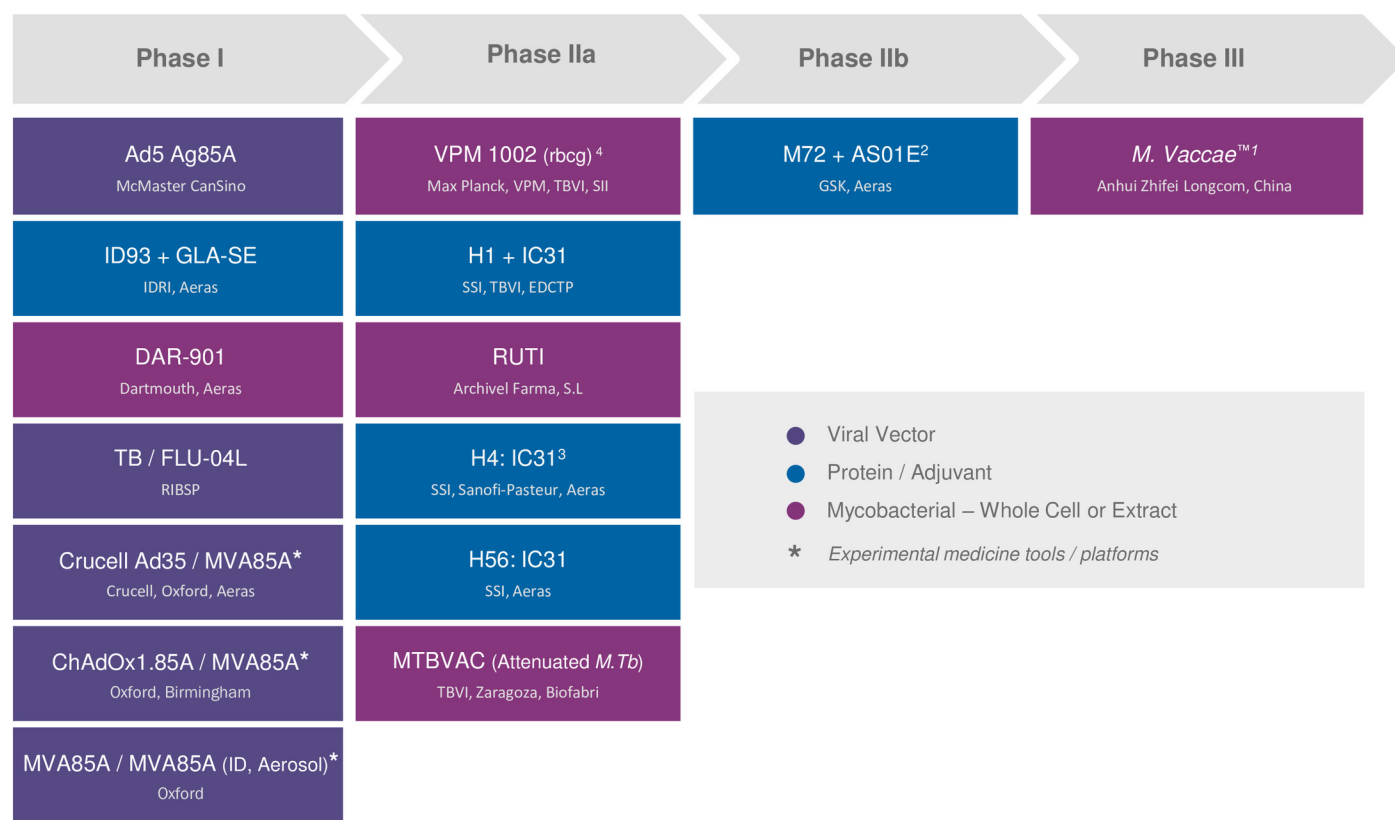 Phase I
Phase IIa
Phase IIb
Phase III
Ad5 Ag85A
McMaster CanSino
ID93 + GLA-SE
IDRI, Aeras
DAR-901
Dartmouth, Aeras
TB / FLU-04L
RIBSP
Crucell Ad35 / MVA85A*
Crucell, Oxford, Aeras
ChAdOx1.85A / MVA85A*
Oxford, Birmingham
MVA85A / MVA85A (ID, Aerosol)*
Oxford
VPM 1002 (rbcg) ⁴
Max Planck, VPM, TBVI, SII
H1 + IC31
SSI, TBVI, EDCTP
RUTI
Archivel Farma, S.L
H4: IC31³
SSI, Sanofi-Pasteur, Aeras
H56: IC31
SSI, Aeras
MTBVAC (Attenuated M.Tb)
TBVI, Zaragoza, Biofabri
M72 + AS01E²
GSK, Aeras
M. Vaccae™¹
Anhui Zhifei Longcom, China
Viral Vector
Protein / Adjuvant
Mycobacterial – Whole Cell or Extract
* Experimental medicine tools / platforms